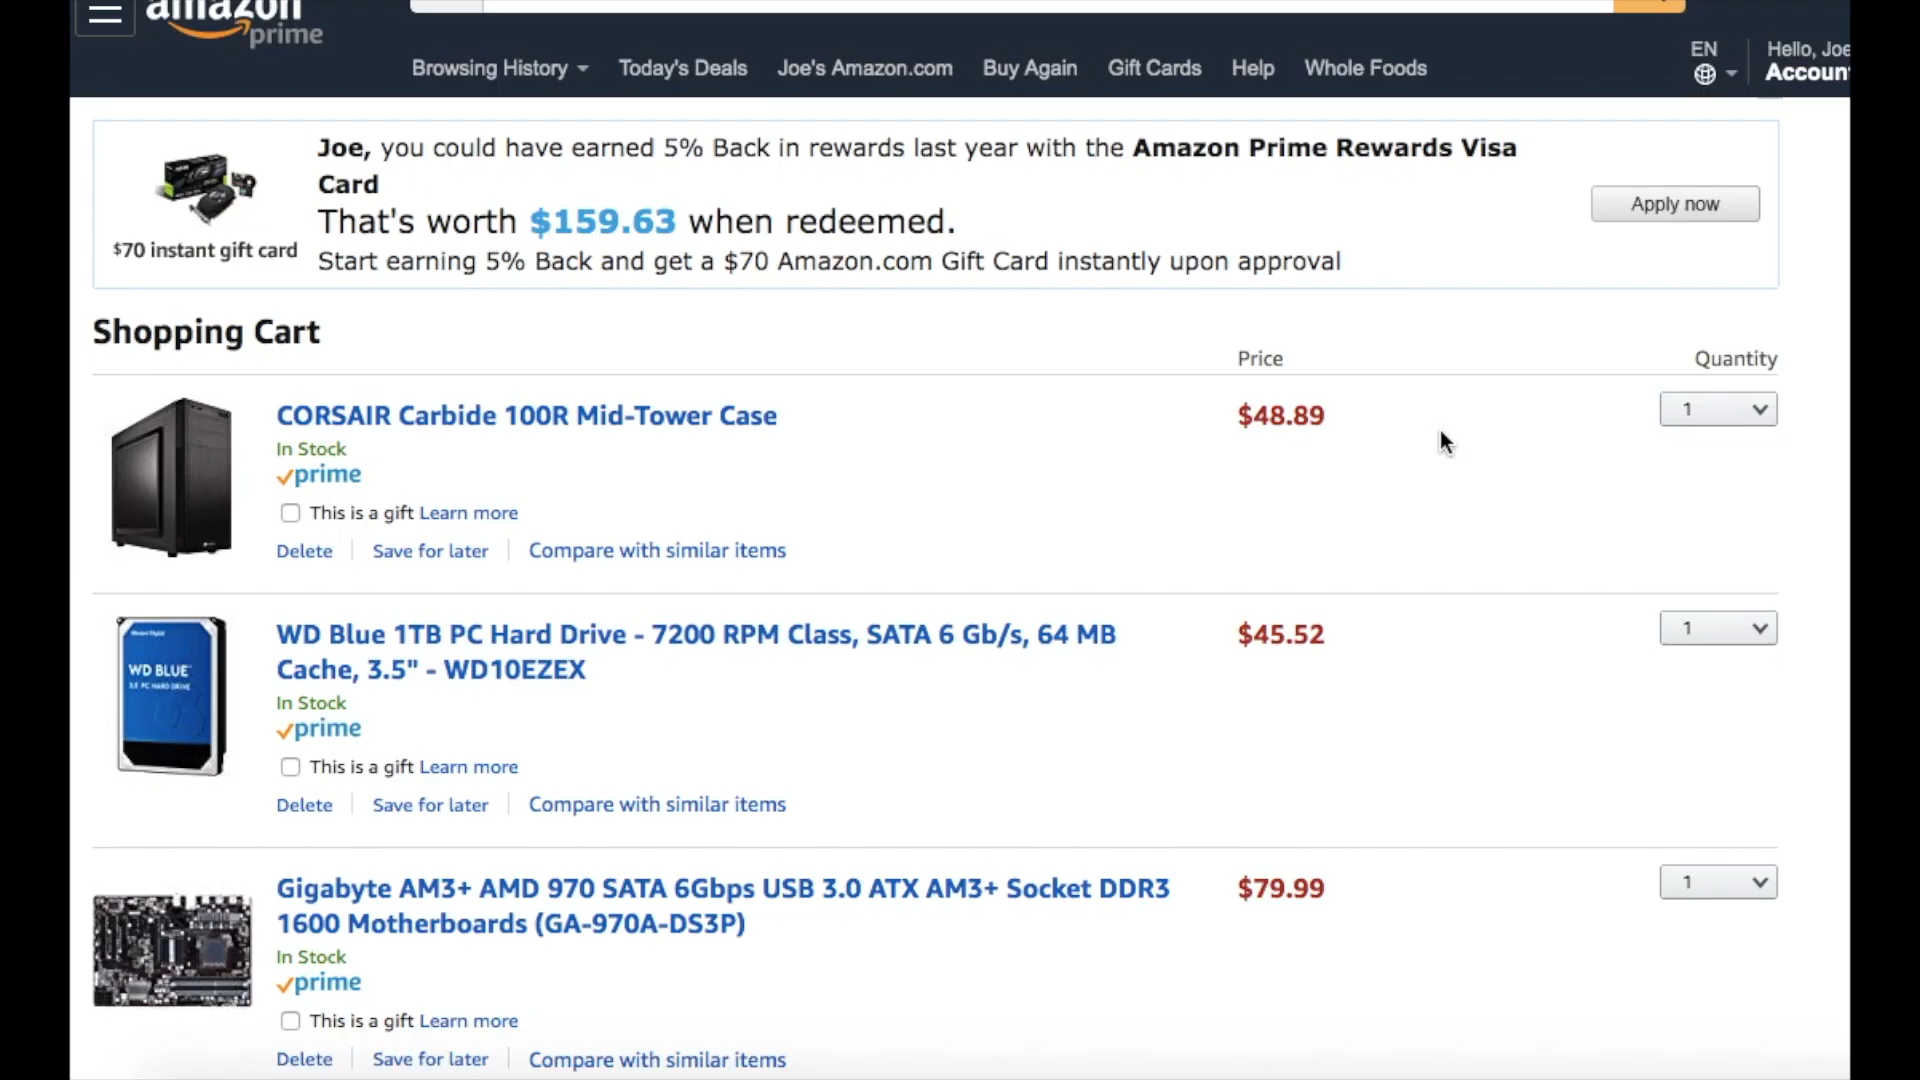 amazon
prime
Browsing History
Today's Deals
Joe's Amazon.com
Buy Again
Gift Cards
Help
Whole Foods
EN
Hello, Joe
Accoun
Joe, you could have earned 5% Back in rewards last year with the Amazon Prime Rewards Visa
Card
That's worth $159.63 when redeemed.
Start earning 5% Back and get a $70 Amazon.com Gift Card instantly upon approval
$70 instant gift card
Apply now
Shopping Cart
Price
Quantity
CORSAIR Carbide 100R Mid-Tower Case
$48.89
1
In Stock
prime
This is a gift Learn more
Delete
Save for later
Compare with similar items
WD BLUE
WD Blue 1TB PC Hard Drive - 7200 RPM Class, SATA 6 Gb/s, 64 MB
Cache, 3.5" - WD10EZEX
$45.52
1
In Stock
prime
This is a gift Learn more
Delete
Save for later
Compare with similar items
Gigabyte AM3+ AMD 970 SATA 6Gbps USB 3.0 ATX AM3+ Socket DDR3
1600 Motherboards (GA-970A-DS3P)
$79.99
1
In Stock
prime
This is a gift Learn more
Delete
Save for later
Compare with similar items